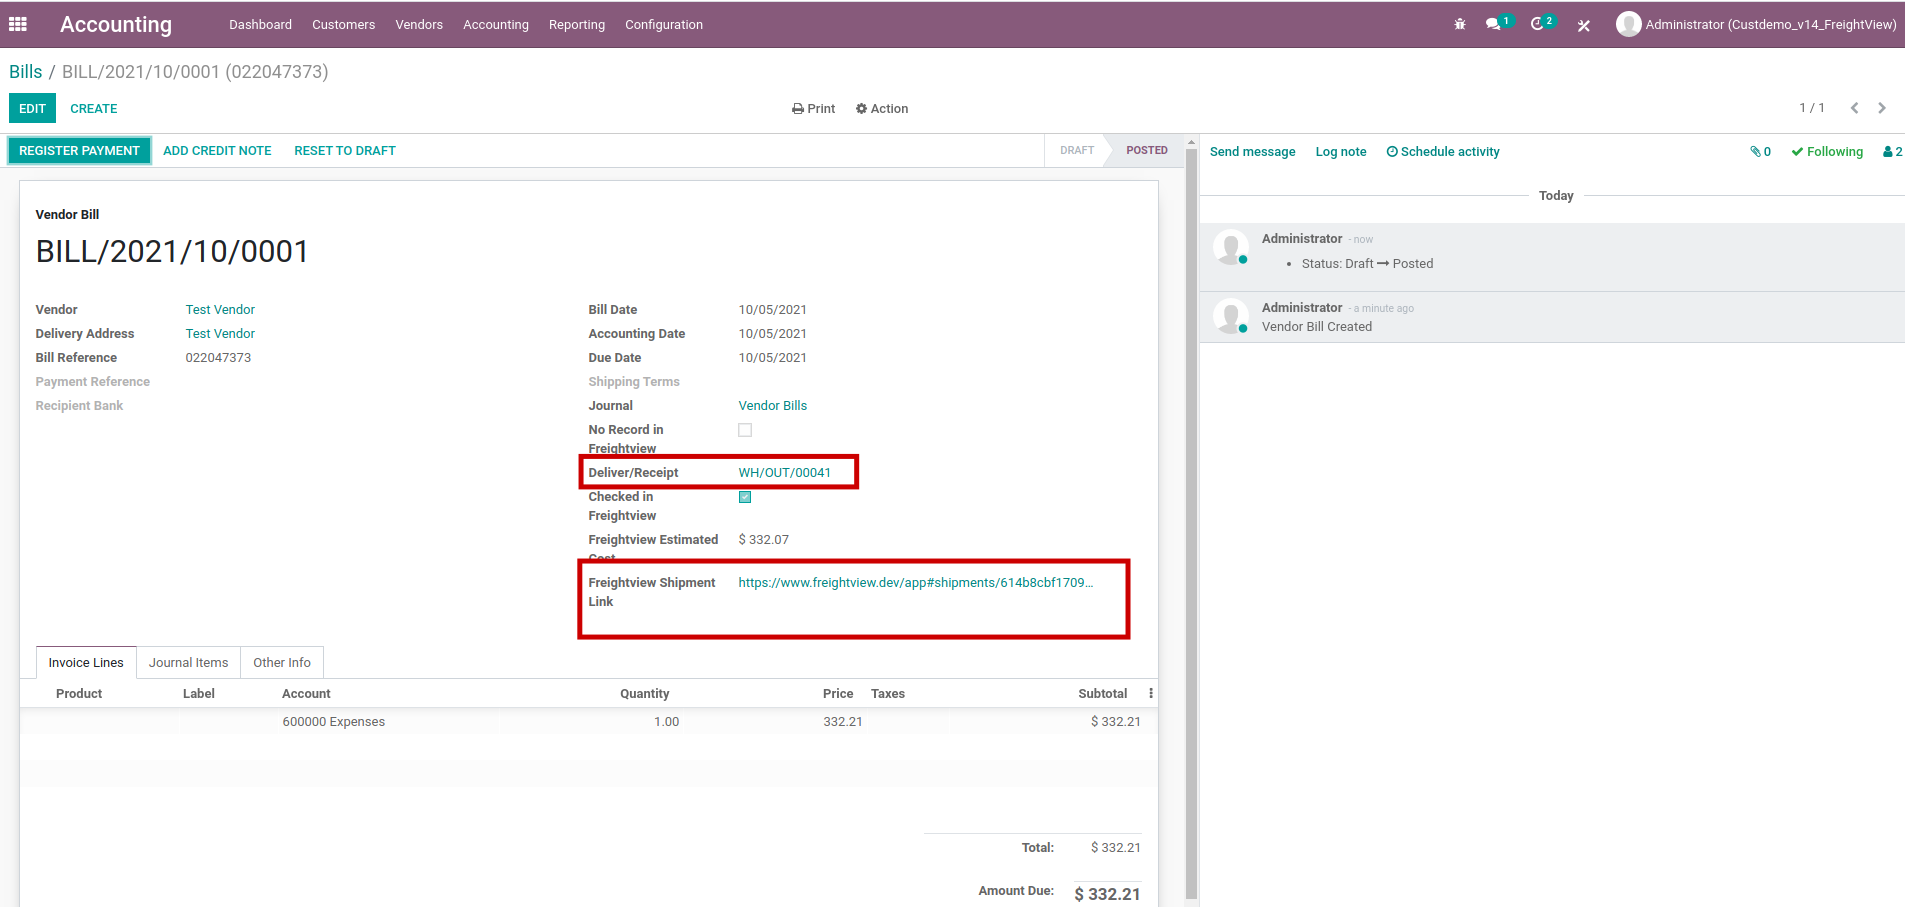 Accounting Dashboard Customers Vendors Accounting Reporting Configuration 1 2 Administrator (Custdemo_v14_FreightView)
Bills / BILL/2021/10/0001 (022047373)
EDIT CREATE Print Action 1 / 1
REGISTER PAYMENT ADD CREDIT NOTE RESET TO DRAFT DRAFT POSTED Send message Log note Schedule activity 0 Following 2
Today
Vendor Bill
BILL/2021/10/0001
Administrator - now
• Status: Draft → Posted
Administrator - a minute ago
Vendor Bill Created
Vendor Test Vendor
Delivery Address Test Vendor
Bill Reference 022047373
Payment Reference
Recipient Bank
Bill Date 10/05/2021
Accounting Date 10/05/2021
Due Date 10/05/2021
Shipping Terms
Journal Vendor Bills
No Record in
Freightview
Deliver/Receipt WH/OUT/00041
Checked in
Freightview
Freightview Estimated $ 332.07
Cost
Freightview Shipment https://www.freightview.dev/app#shipments/614b8cbf1709...
Link
Invoice Lines Journal Items Other Info
Product Label Account Quantity Price Taxes Subtotal
600000 Expenses 1.00 332.21 $ 332.21
Total: $ 332.21
Amount Due: $ 332.21